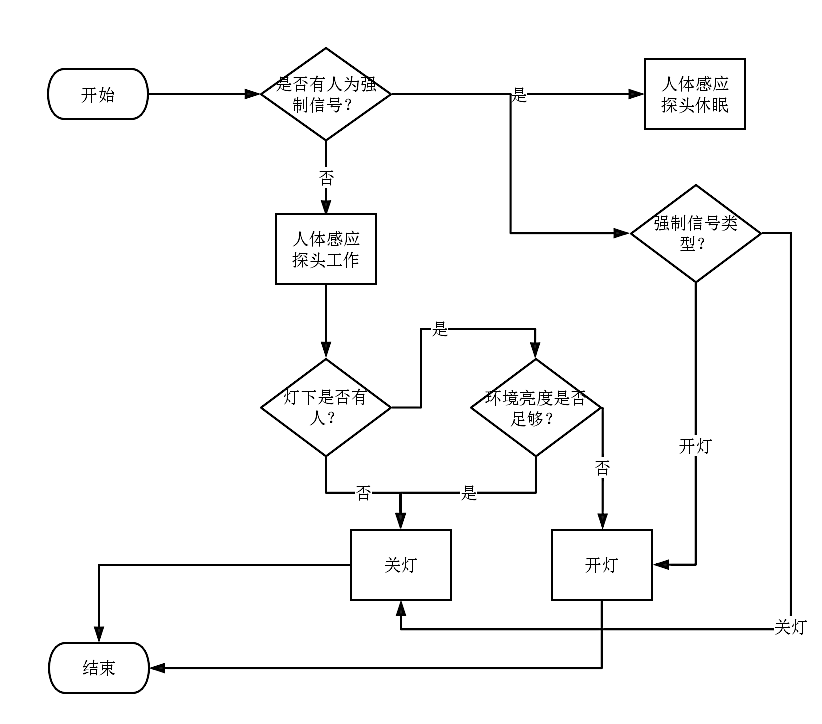 开始
是否有人为强
制信号？
是
人体感应
探头休眠
否
强制信号类
型？
人体感应
探头工作
是
灯下是否有
人？
环境亮度是否
足够？
开灯
否
否
是
关灯
开灯
关灯
结束